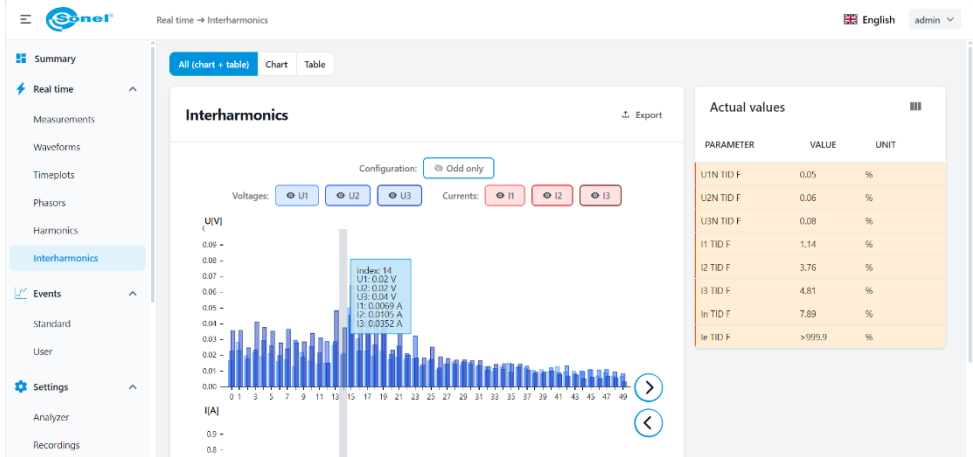 Sonel®
Real time → Interharmonics
English
admin
Summary
Real time
Measurements
Waveforms
Timeplots
Phasors
Harmonics
Interharmonics
Events
Standard
User
Settings
Analyzer
Recordings
All (chart + table) Chart Table
Interharmonics
Export
Configuration: Odd only
Voltages: U1 U2 U3 Currents: I1 I2 I3
U[V]
0.09
0.08
0.07
0.06
0.05
0.04
0.03
0.02
0.01
0.00
index: 14
U1: 0.02 V
U2: 0.02 V
U3: 0.04 V
I1: 0.0069 A
I2: 0.0105 A
I3: 0.0352 A
0 1 3 5 7 9 11 13 15 17 19 21 23 25 27 29 31 33 35 37 39 41 43 45 47 49
I[A]
0.9
0.8
Actual values
PARAMETER VALUE UNIT
U1N TID F 0.05 %
U2N TID F 0.06 %
U3N TID F 0.08 %
I1 TID F 1.14 %
I2 TID F 3.76 %
I3 TID F 4.81 %
In TID F 7.89 %
Ie TID F >999.9 %